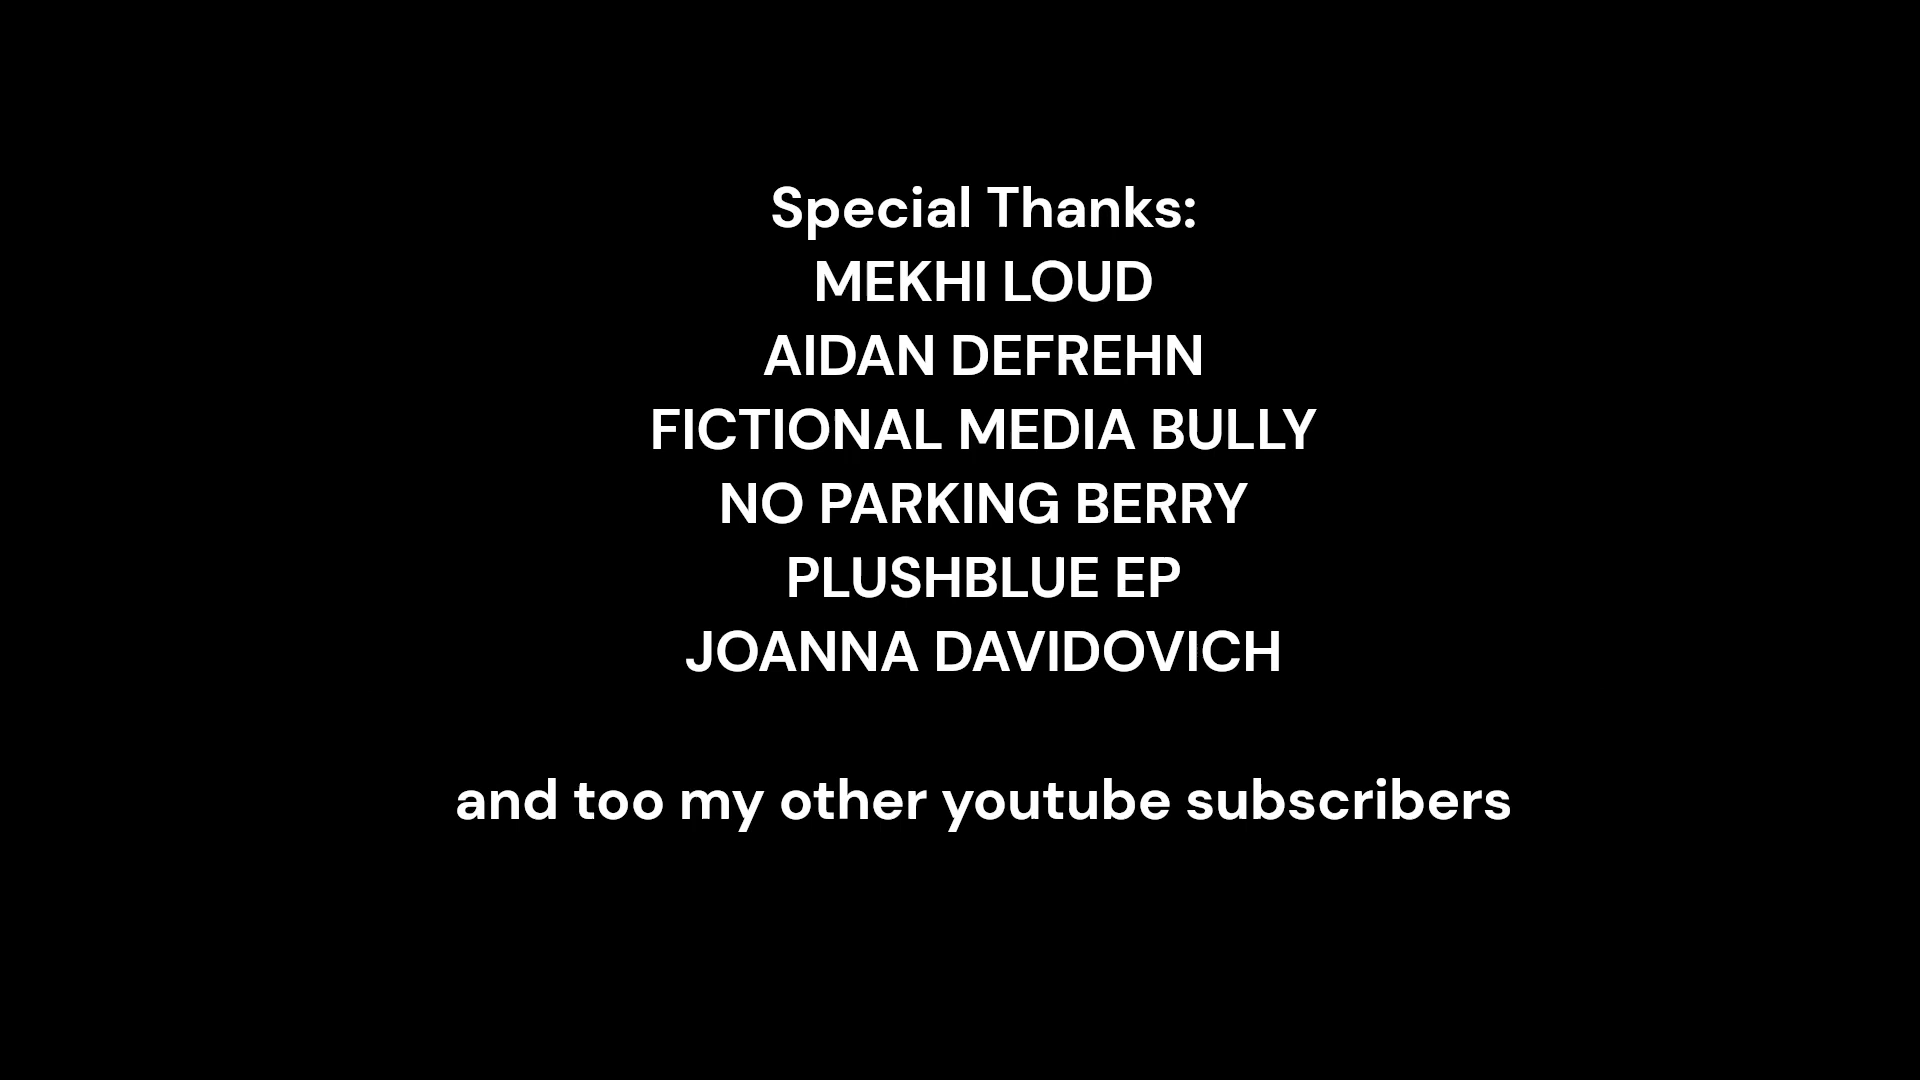 Special Thanks:
MEKHI LOUD
AIDAN DEFREHN
FICTIONAL MEDIA BULLY
NO PARKING BERRY
PLUSHBLUE EP
JOANNA DAVIDOVICH
and too my other youtube subscribers